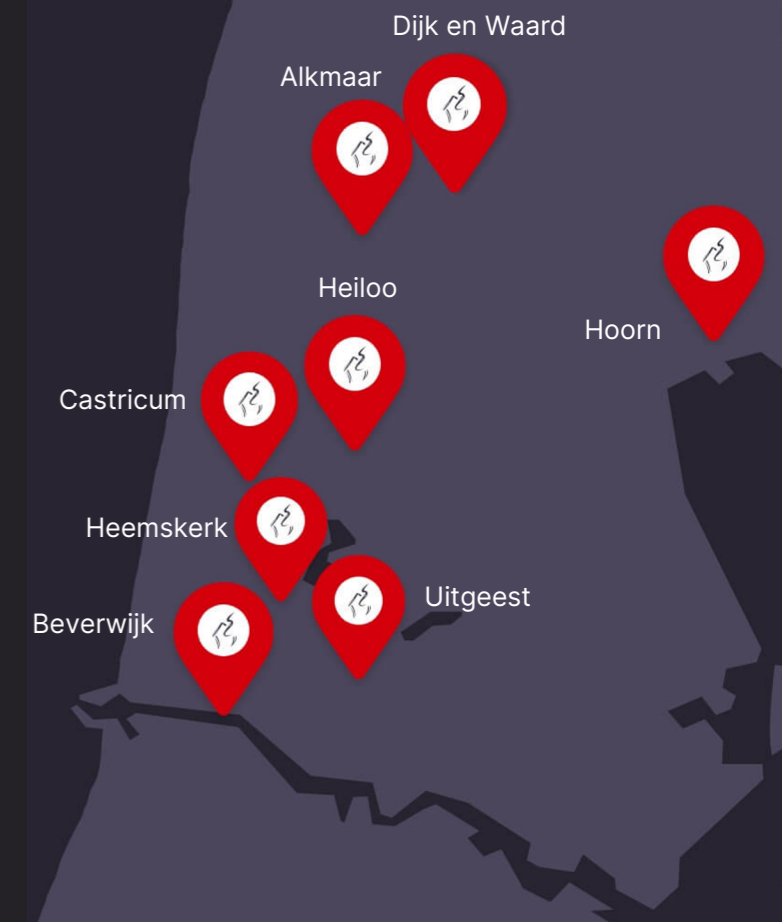 Dijk en Waard
Alkmaar
Heiloo
Hoorn
Castricum
Heemskerk
Uitgeest
Beverwijk